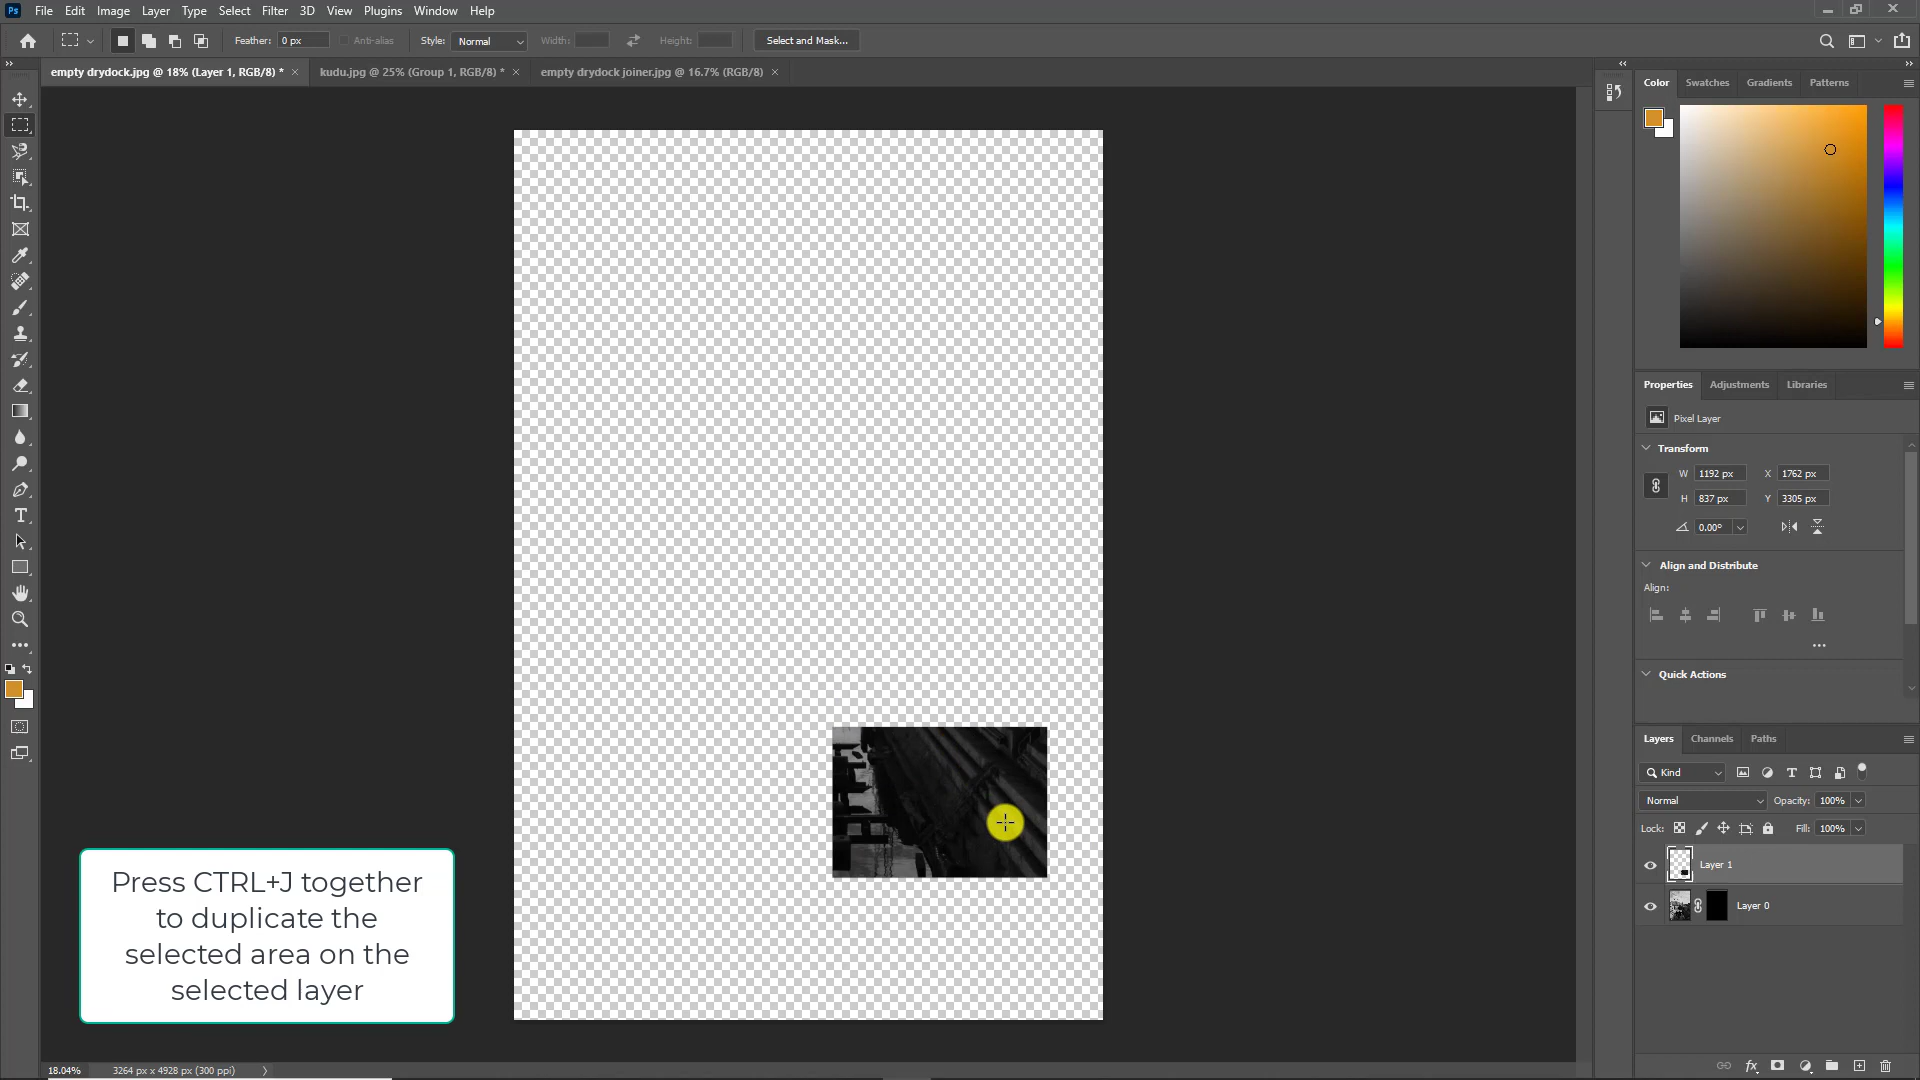 Ps File Edit Image Layer Type Select Filter 3D View Plugins Window Help
Feather: 0 px Anti-alias Style: Normal Width: Height: Select and Mask...
empty drydock.jpg @ 18% (Layer 1, RGB/8) * kudu.jpg @ 25% (Group 1, RGB/8) * empty drydock joiner.jpg @ 16.7% (RGB/8)
Color Swatches Gradients Patterns
Properties Adjustments Libraries
Pixel Layer
Transform
W 1192 px X 1762 px
H 837 px Y 3305 px
0.00°
Align and Distribute
Align:
Quick Actions
Layers Channels Paths
Kind
Normal Opacity: 100%
Lock: Fill: 100%
Layer 1
Layer 0
Press CTRL+J together
to duplicate the
selected area on the
selected layer
18.04% 3264 px x 4928 px (300 ppi)